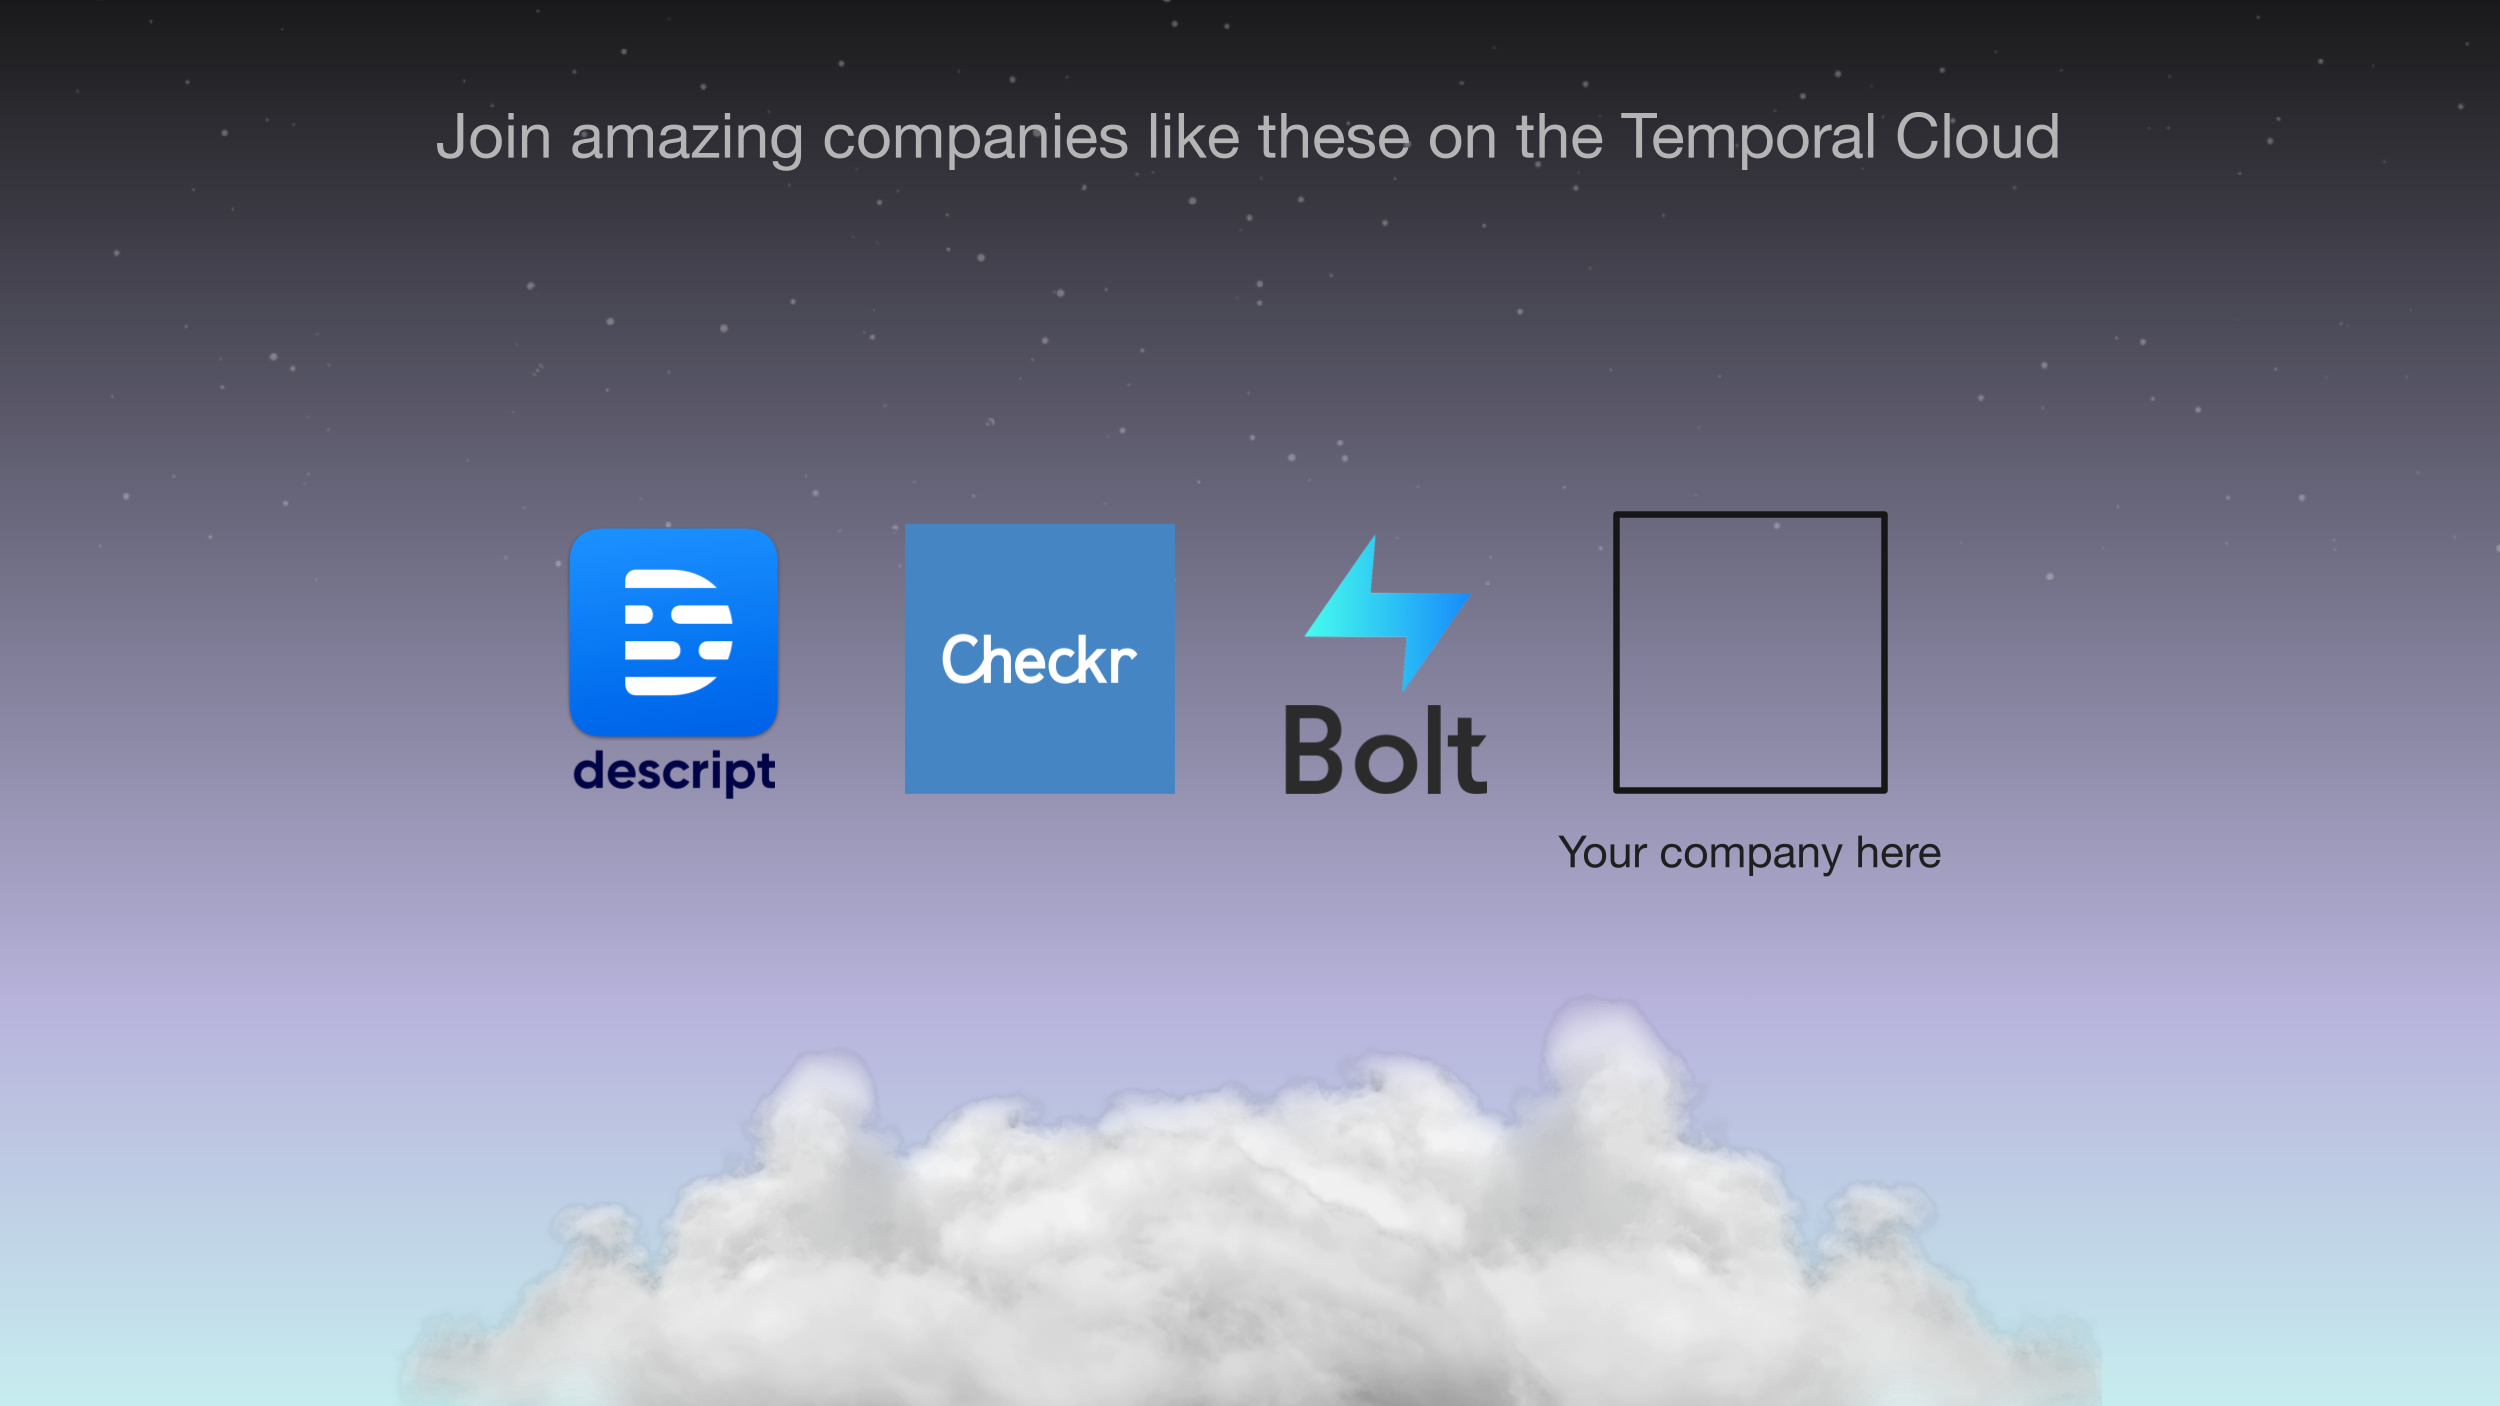 Join amazing companies like these on the Temporal Cloud
descript
Checkr
Bolt
Your company here